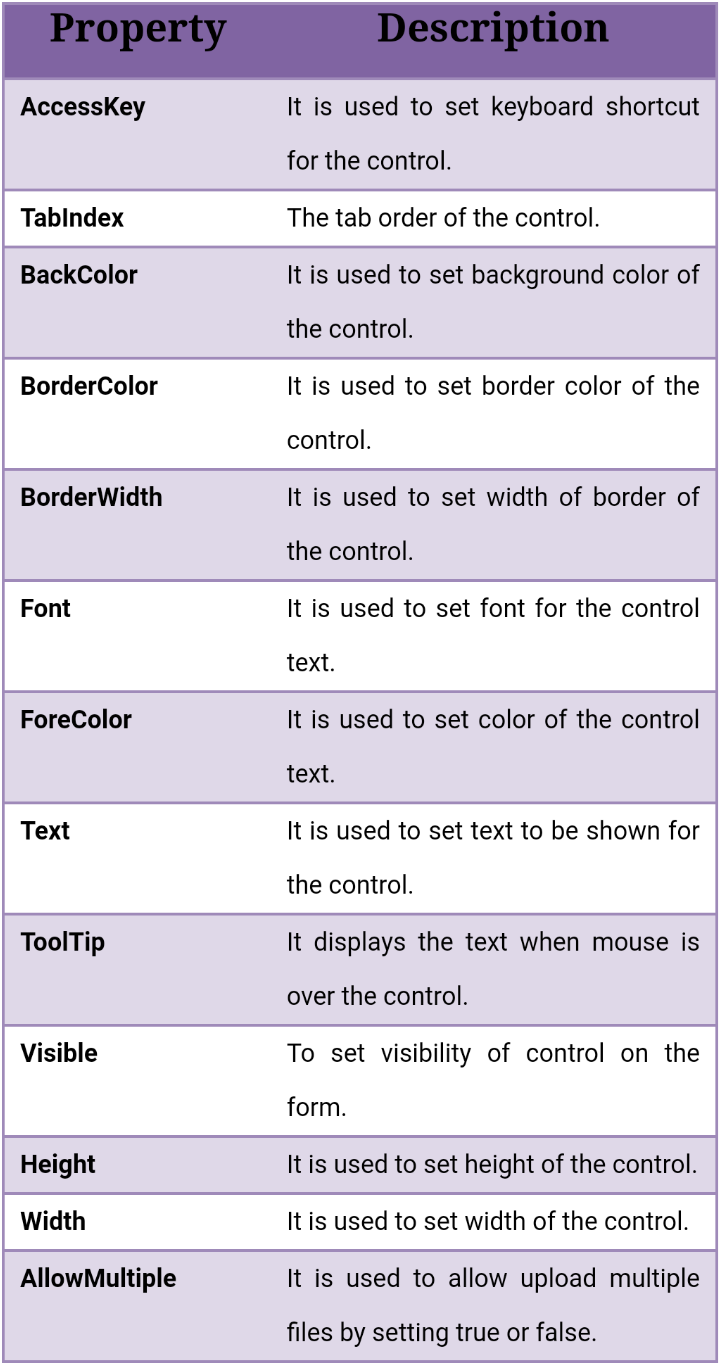 Property Description
AccessKey It is used to set keyboard shortcut
for the control.
TabIndex The tab order of the control.
BackColor It is used to set background color of
the control.
BorderColor It is used to set border color of the
control.
BorderWidth It is used to set width of border of
the control.
Font It is used to set font for the control
text.
ForeColor It is used to set color of the control
text.
Text It is used to set text to be shown for
the control.
ToolTip It displays the text when mouse is
over the control.
Visible To set visibility of control on the
form.
Height It is used to set height of the control.
Width It is used to set width of the control.
AllowMultiple It is used to allow upload multiple
files by setting true or false.